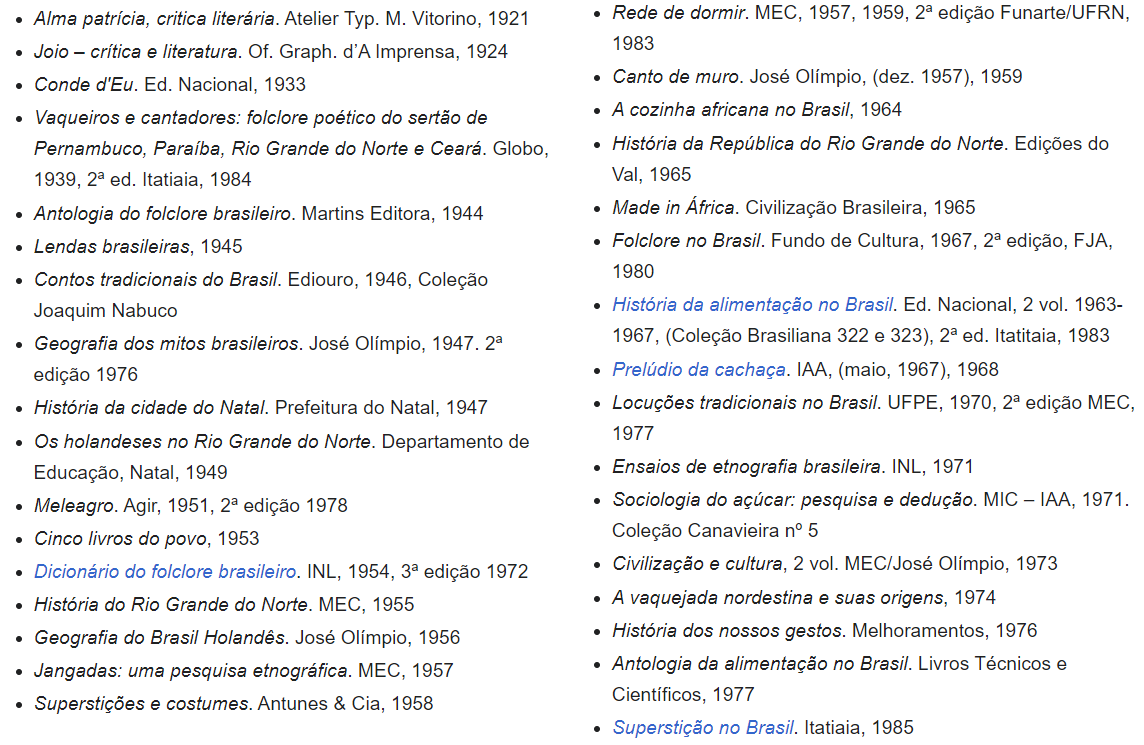 Alma patrícia, critica literária. Atelier Typ. M. Vitorino, 1921
Joio – crítica e literatura. Of. Graph. d’A Imprensa, 1924
Conde d'Eu. Ed. Nacional, 1933
Vaqueiros e cantadores: folclore poético do sertão de
Pernambuco, Paraíba, Rio Grande do Norte e Ceará. Globo,
1939, 2ª ed. Itatiaia, 1984
Antologia do folclore brasileiro. Martins Editora, 1944
Lendas brasileiras, 1945
Contos tradicionais do Brasil. Ediouro, 1946, Coleção
Joaquim Nabuco
Geografia dos mitos brasileiros. José Olímpio, 1947. 2ª
edição 1976
História da cidade do Natal. Prefeitura do Natal, 1947
Os holandeses no Rio Grande do Norte. Departamento de
Educação, Natal, 1949
Meleagro. Agir, 1951, 2ª edição 1978
Cinco livros do povo, 1953
Dicionário do folclore brasileiro. INL, 1954, 3ª edição 1972
História do Rio Grande do Norte. MEC, 1955
Geografia do Brasil Holandês. José Olímpio, 1956
Jangadas: uma pesquisa etnográfica. MEC, 1957
Superstições e costumes. Antunes & Cia, 1958
Rede de dormir. MEC, 1957, 1959, 2ª edição Funarte/UFRN,
1983
Canto de muro. José Olímpio, (dez. 1957), 1959
A cozinha africana no Brasil, 1964
História da República do Rio Grande do Norte. Edições do
Val, 1965
Made in África. Civilização Brasileira, 1965
Folclore no Brasil. Fundo de Cultura, 1967, 2ª edição, FJA,
1980
História da alimentação no Brasil. Ed. Nacional, 2 vol. 1963-
1967, (Coleção Brasiliana 322 e 323), 2ª ed. Itatitaia, 1983
Prelúdio da cachaça. IAA, (maio, 1967), 1968
Locuções tradicionais no Brasil. UFPE, 1970, 2ª edição MEC,
1977
Ensaios de etnografia brasileira. INL, 1971
Sociologia do açúcar: pesquisa e dedução. MIC – IAA, 1971.
Coleção Canavieira nº 5
Civilização e cultura, 2 vol. MEC/José Olímpio, 1973
A vaquejada nordestina e suas origens, 1974
História dos nossos gestos. Melhoramentos, 1976
Antologia da alimentação no Brasil. Livros Técnicos e
Científicos, 1977
Superstição no Brasil. Itatiaia, 1985